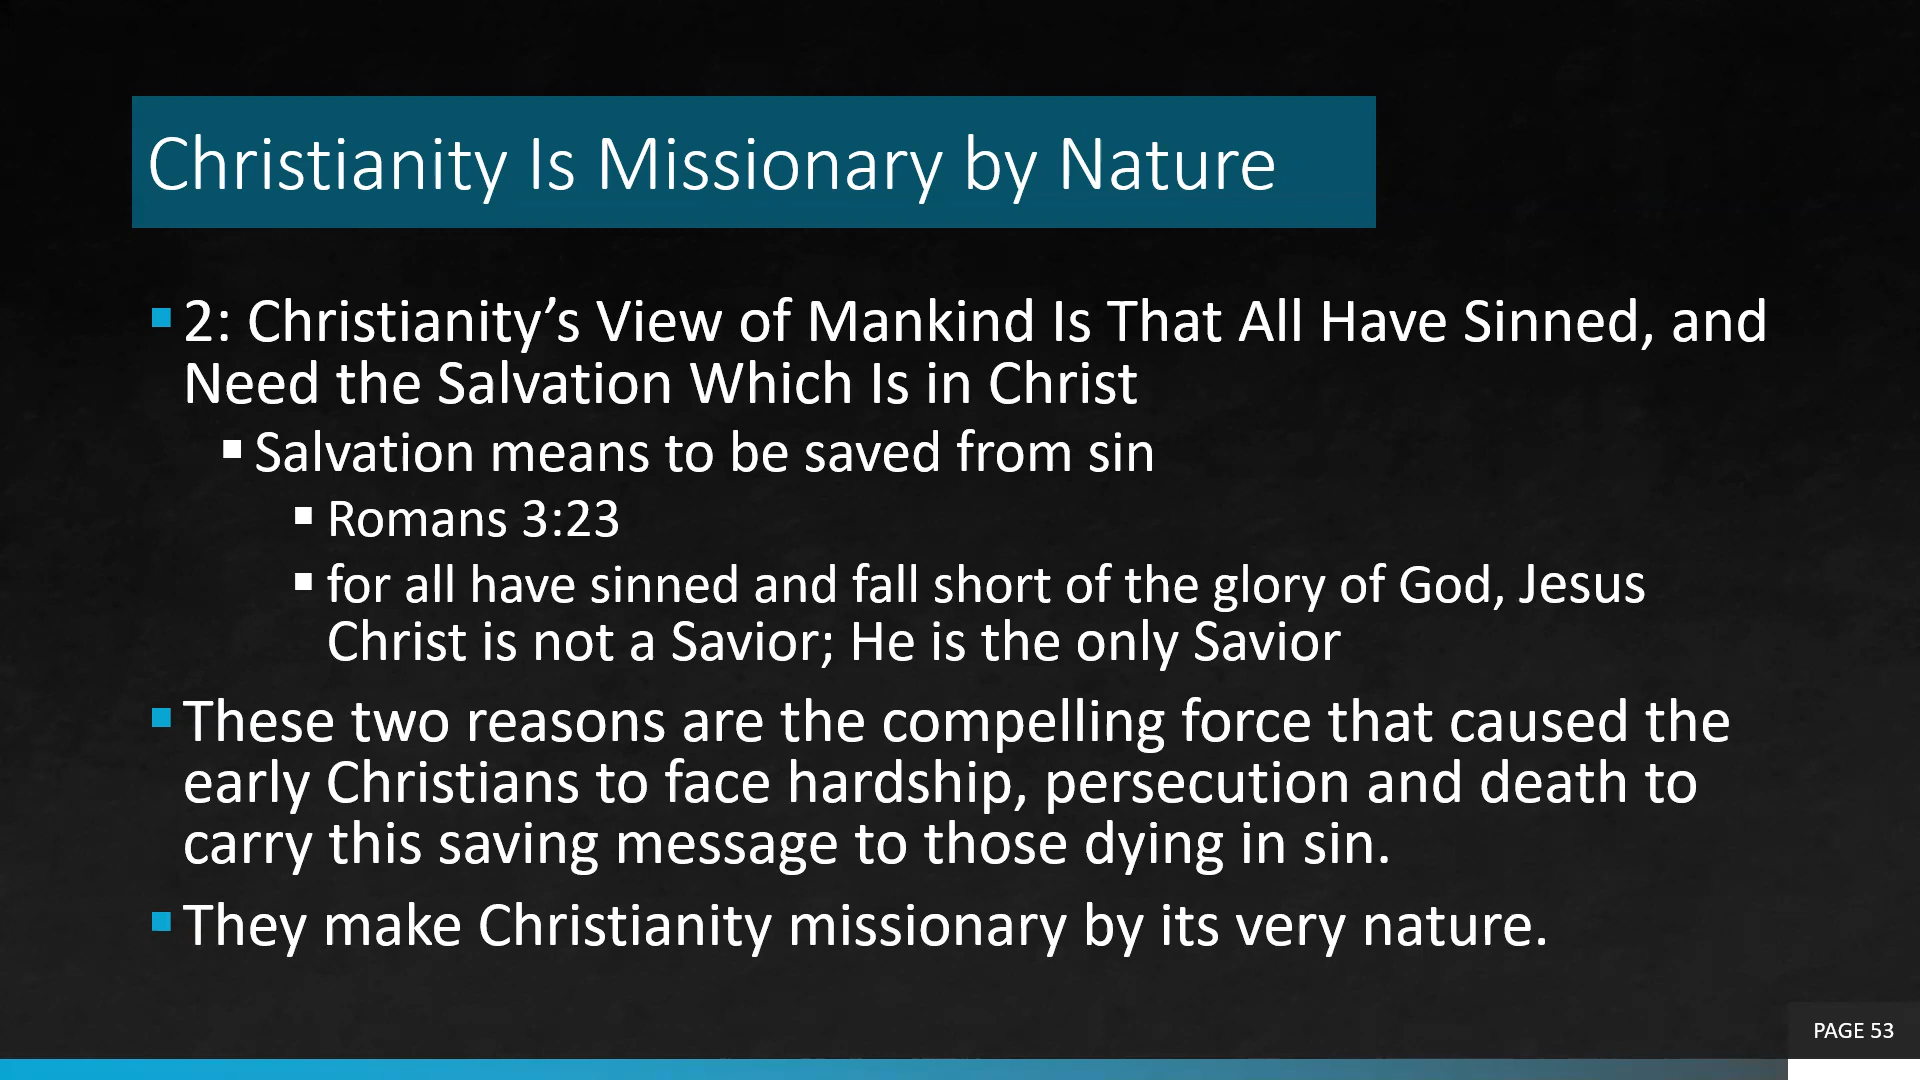 Christianity Is Missionary by Nature
2: Christianity’s View of Mankind Is That All Have Sinned, and
Need the Salvation Which Is in Christ
Salvation means to be saved from sin
Romans 3:23
for all have sinned and fall short of the glory of God, Jesus
Christ is not a Savior; He is the only Savior
These two reasons are the compelling force that caused the
early Christians to face hardship, persecution and death to
carry this saving message to those dying in sin.
They make Christianity missionary by its very nature.
PAGE 53